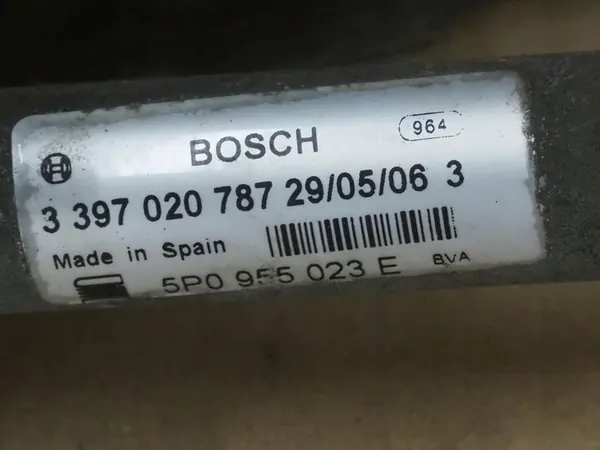 964
BOSCH
3 397 020 787 29/05/06 3
Made in Spain
5P0 955 023 E BVA